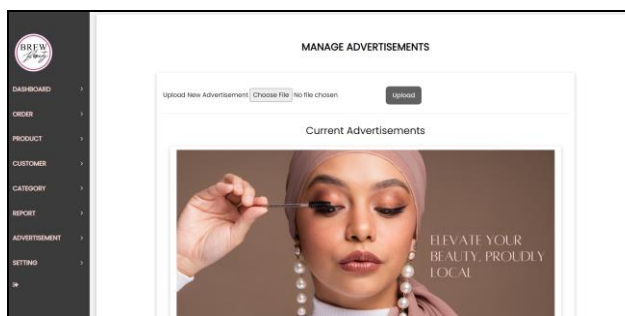 BREW
DASHBOARD
ORDER
PRODUCT
CUSTOMER
CATEGORY
REPORT
ADVERTISEMENT
SETTING
MANAGE ADVERTISEMENTS
Upload New Advertisement Choose File No file chosen Upload
Current Advertisements
ELEVATE YOUR
BEAUTY, PROUDLY
LOCAL